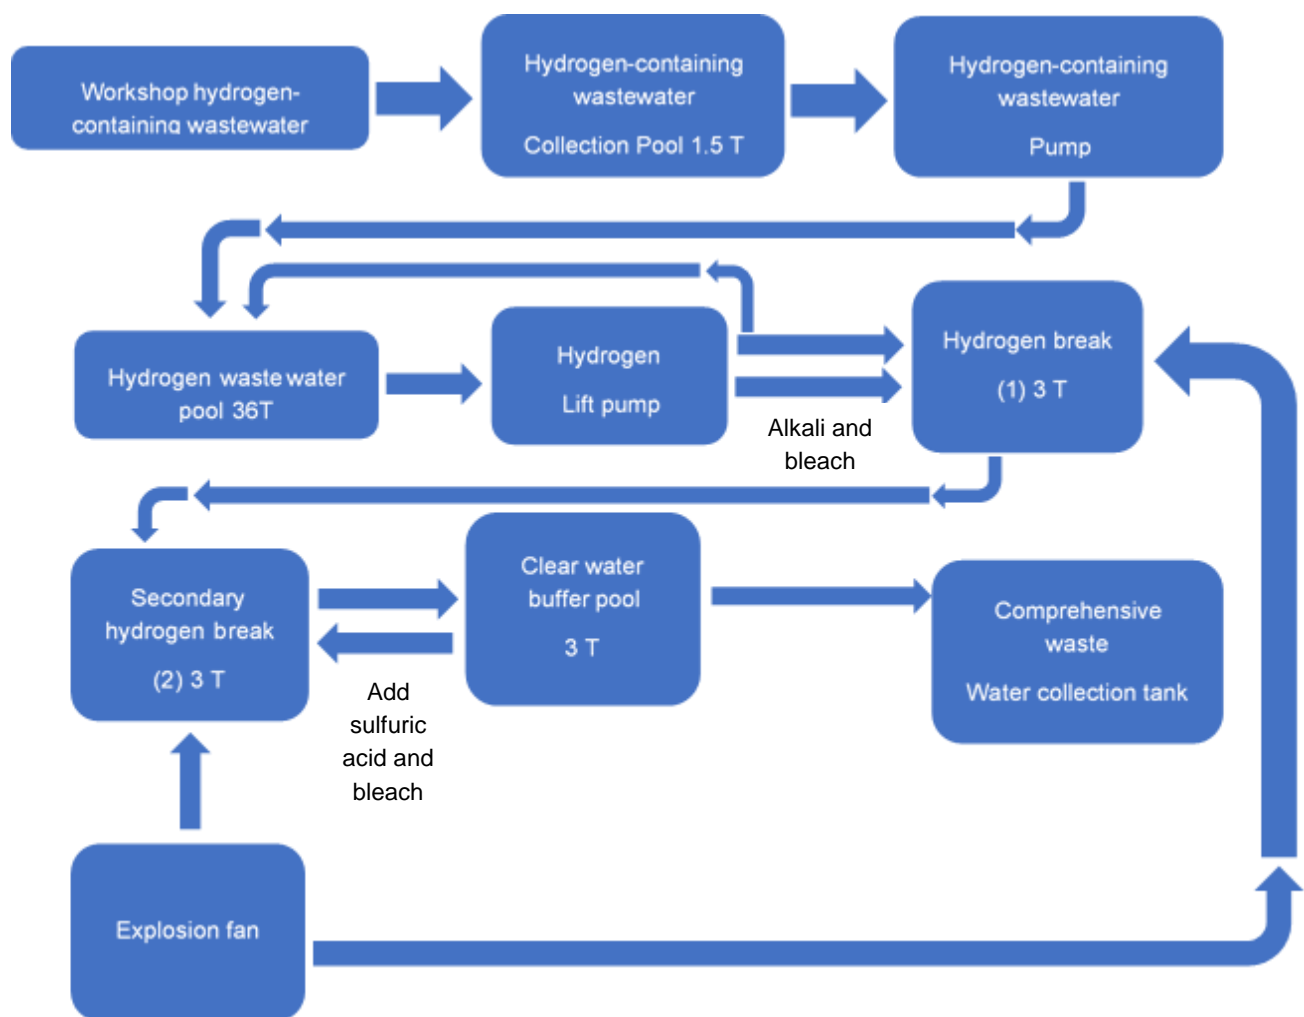 Workshop hydrogen-
containing wastewater
Hydrogen-containing
wastewater
Collection Pool 1.5 T
Hydrogen-containing
wastewater
Pump
Hydrogen waste water
pool 36T
Hydrogen
Lift pump
Alkali and
bleach
Hydrogen break
(1) 3 T
Secondary
hydrogen break
(2) 3 T
Add
sulfuric
acid and
bleach
Clear water
buffer pool
3 T
Comprehensive
waste
Water collection tank
Explosion fan